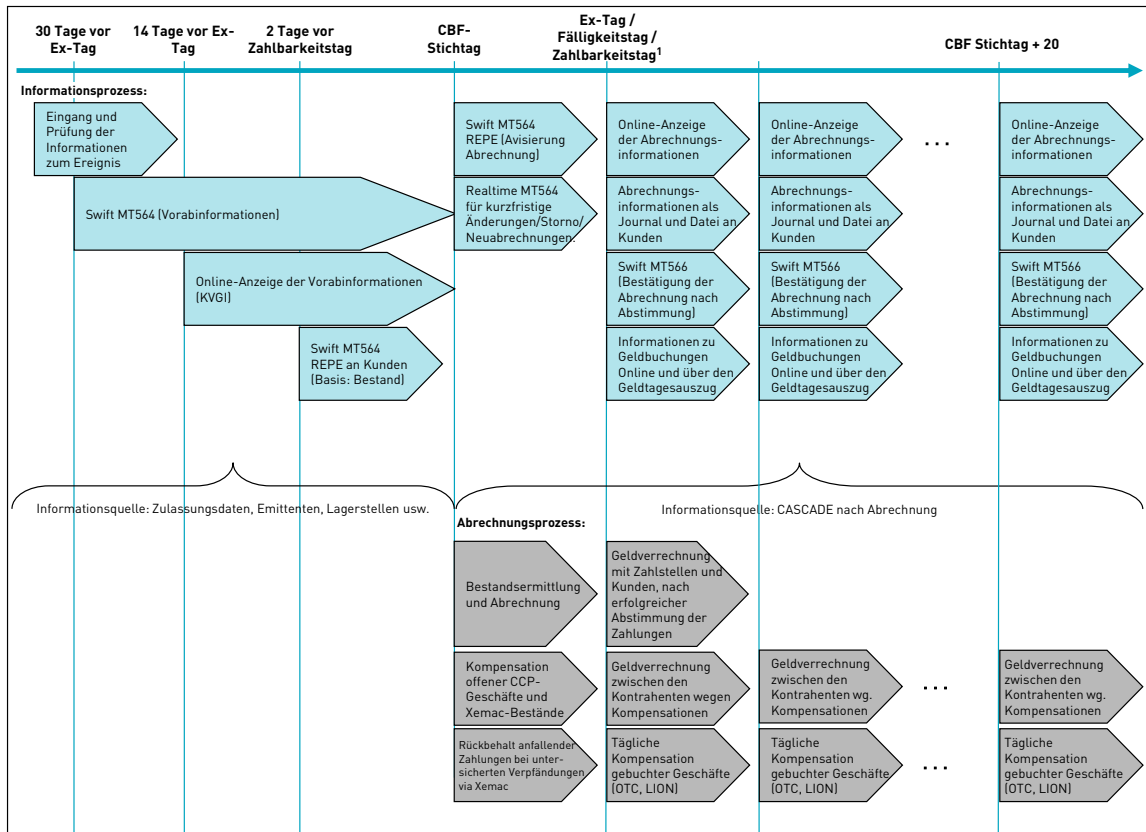 30 Tage vor
Ex-Tag
14 Tage vor Ex-
Tag
2 Tage vor
Zahlbarkeitstag
CBF-
Stichtag
Ex-Tag /
Fälligkeitstag /
Zahlbarkeitstag1
CBF Stichtag + 20
Informationsprozess:
Eingang und
Prüfung der
Informationen
zum Ereignis
Swift MT564
REPE (Avisierung
Abrechnung)
Online-Anzeige
der Abrechnungs-
informationen
Online-Anzeige
der Abrechnungs-
informationen
...
Online-Anzeige
der Abrechnungs-
informationen
Swift MT564 (Vorabinformationen)
Realtime MT564
für kurzfristige
Änderungen/Storno/
Neuabrechnungen.
Abrechnungs-
informationen als
Journal und Datei an
Kunden
Abrechnungs-
informationen als
Journal und Datei an
Kunden
Abrechnungs-
informationen als
Journal und Datei an
Kunden
Online-Anzeige der Vorabinformationen
(KVGI)
Swift MT566
(Bestätigung der
Abrechnung nach
Abstimmung)
Swift MT566
(Bestätigung der
Abrechnung nach
Abstimmung)
Swift MT566
(Bestätigung der
Abrechnung nach
Abstimmung)
Swift MT564
REPE an Kunden
(Basis: Bestand)
Informationen zu
Geldbuchungen
Online und über den
Geldtagesauszug
Informationen zu
Geldbuchungen
Online und über den
Geldtagesauszug
Informationen zu
Geldbuchungen
Online und über den
Geldtagesauszug
Informationsquelle: Zulassungsdaten, Emittenten, Lagerstellen usw.
Informationsquelle: CASCADE nach Abrechnung
Abrechnungsprozess:
Bestandsermittlung
und Abrechnung
Geldverrechnung
mit Zahlstellen und
Kunden, nach
erfolgreicher
Abstimmung der
Zahlungen
Kompensation
offener CCP-
Geschäfte und
Xemac-Bestände
Geldverrechnung
zwischen den
Kontrahenten wegen
Kompensationen
Geldverrechnung
zwischen den
Kontrahenten wg.
Kompensationen
...
Geldverrechnung
zwischen den
Kontrahenten wg.
Kompensationen
Rückbehalt anfallender
Zahlungen bei unter-
sicherten Verpfändungen
via Xemac
Tägliche
Kompensation
gebuchter Geschäfte
(OTC, LION)
Tägliche
Kompensation
gebuchter Geschäfte
(OTC, LION)
...
Tägliche
Kompensation
gebuchter Geschäfte
(OTC, LION)